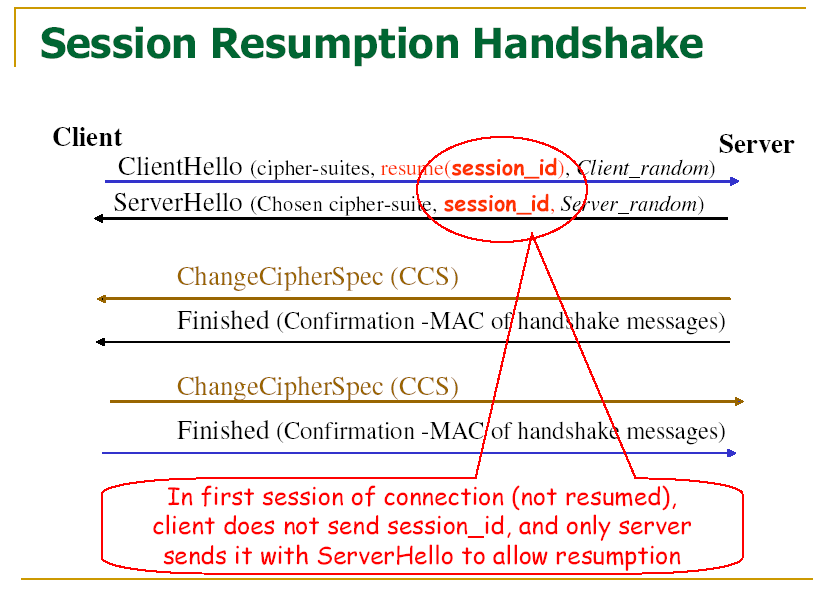 Session Resumption Handshake
Client
Server
ClientHello (cipher-suites, resume(session_id), Client_random)
ServerHello (Chosen cipher-suite, session_id, Server_random)
ChangeCipherSpec (CCS)
Finished (Confirmation -MAC of handshake messages)
ChangeCipherSpec (CCS)
Finished (Confirmation -MAC of handshake messages)
In first session of connection (not resumed),
client does not send session_id, and only server
sends it with ServerHello to allow resumption